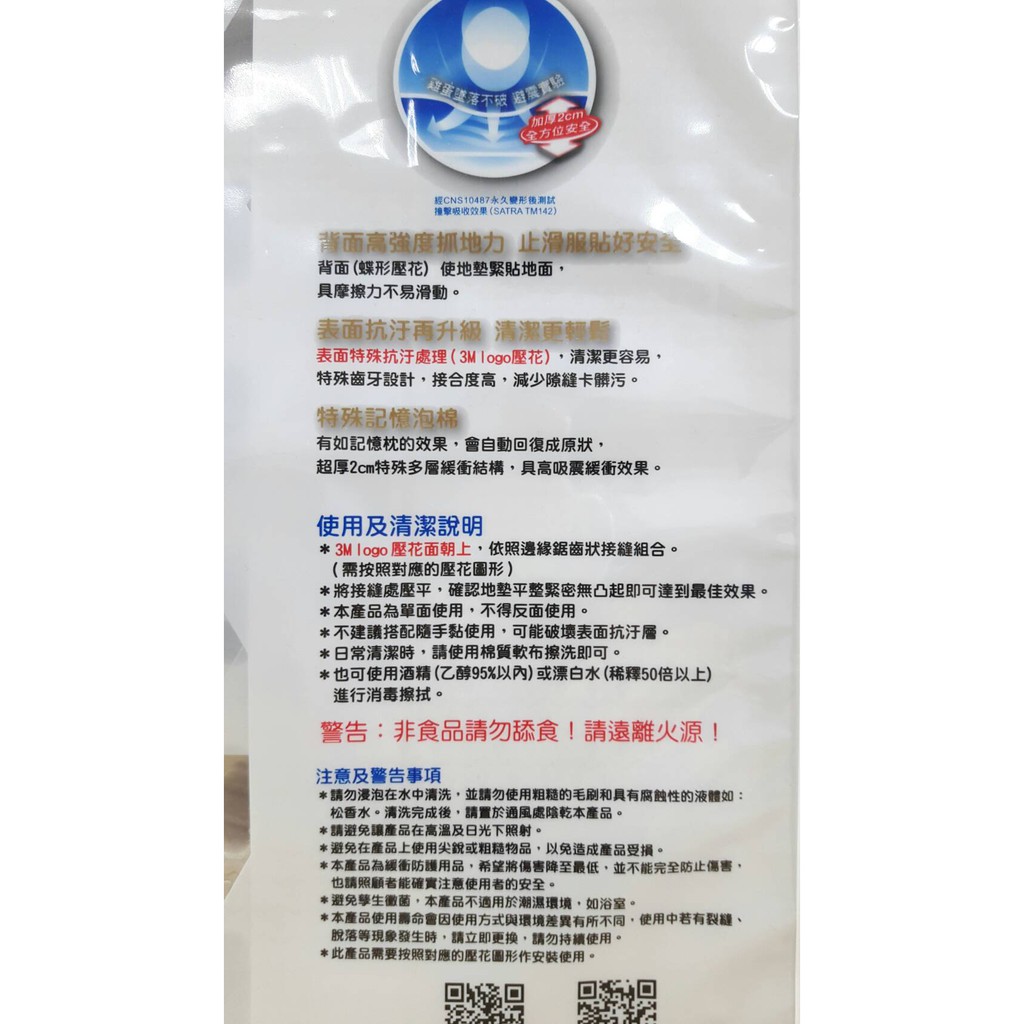 雞蛋墜落不破 避震實驗
加厚2cm
全方位安全
經CNS10487永久變形後測試
撞擊吸收效果(SATRA TM142)
背面高強度抓地力 止滑服貼好安全
背面(蝶形壓花) 使地墊緊貼地面，
具摩擦力不易滑動。
表面抗汙再升級 清潔更輕鬆
表面特殊抗汙處理(3M logo壓花)，清潔更容易，
特殊齒牙設計，接合度高，減少隙縫卡髒污。
特殊記憶泡棉
有如記憶枕的效果，會自動回復成原狀，
超厚2cm特殊多層緩衝結構，具高吸震緩衝效果。
使用及清潔說明
＊3M logo 壓花面朝上，依照邊緣鋸齒狀接縫組合。
(需按照對應的壓花圖形)
＊將接縫處壓平，確認地墊平整緊密無凸起即可達到最佳效果。
＊本產品為單面使用，不得反面使用。
＊不建議搭配隨手黏使用，可能破壞表面抗汙層。
＊日常清潔時，請使用棉質軟布擦洗即可。
＊也可使用酒精(乙醇95%以內)或漂白水(稀釋50倍以上)
進行消毒擦拭。
警告：非食品請勿舔食！請遠離火源！
注意及警告事項
＊請勿浸泡在水中清洗，並請勿使用粗糙的毛刷和具有腐蝕性的液體如：
松香水。清洗完成後，請置於通風處陰乾本產品。
＊請避免讓產品在高溫及日光下照射。
＊避免在產品上使用尖銳或粗糙物品，以免造成產品受損。
＊本產品為緩衝防護用品，希望將傷害降至最低，並不能完全防止傷害，
也請照顧者能確實注意使用者的安全。
＊避免孳生黴菌，本產品不適用於潮濕環境，如浴室。
＊本產品使用壽命會因使用方式與環境差異有所不同，使用中若有裂縫、
脫落等現象發生時，請立即更換，請勿持續使用。
＊此產品需要按照對應的壓花圖形作安裝使用。